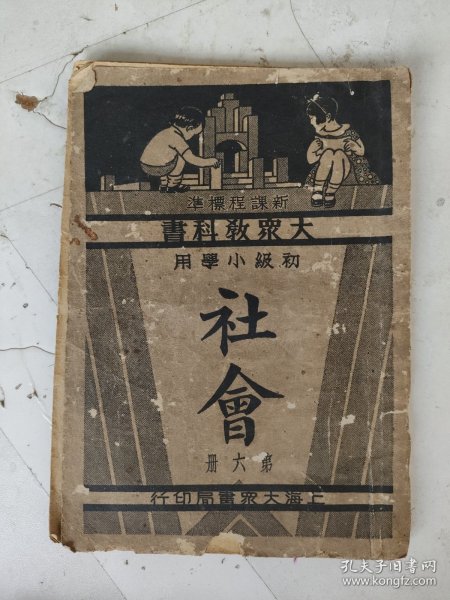 新課程標準
大眾教科書
初級小學用
社會
第六册
上海大眾書局印行
孔夫子旧书网
www.kongfz.com